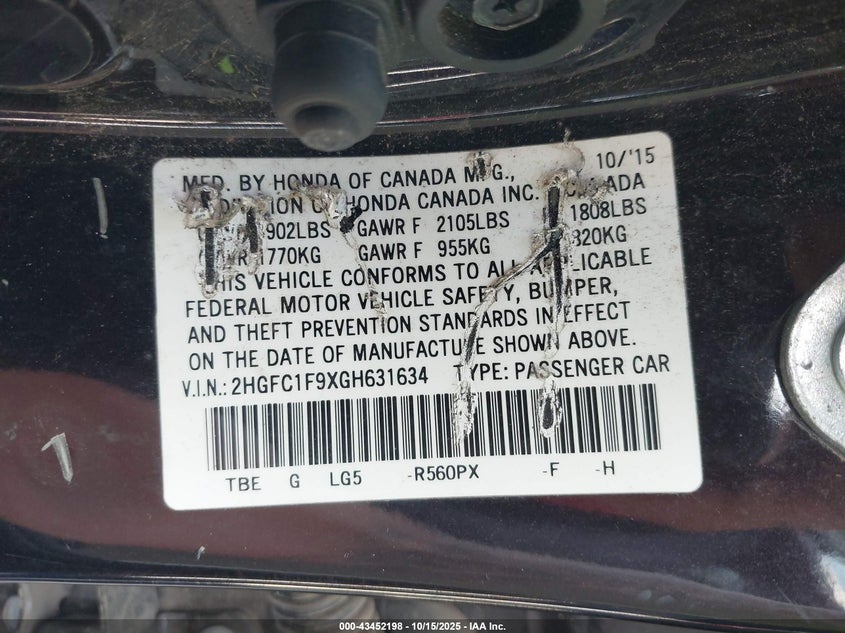 MFD. BY HONDA OF CANADA MFG., 10/'15
OF HONDA CANADA INC. CANADA
902LBS GAWR F 2105LBS 1808LBS
1770KG GAWR F 955KG 820KG
THIS VEHICLE CONFORMS TO ALL APPLICABLE
FEDERAL MOTOR VEHICLE SAFETY, BUMPER,
AND THEFT PREVENTION STANDARDS IN EFFECT
ON THE DATE OF MANUFACTURE SHOWN ABOVE.
V.I.N.: 2HGFC1F9XGH631634 TYPE: PASSENGER CAR
TBE G LG5 -R560PX -F -H
000-43452198 - 10/15/2025 - IAA Inc.